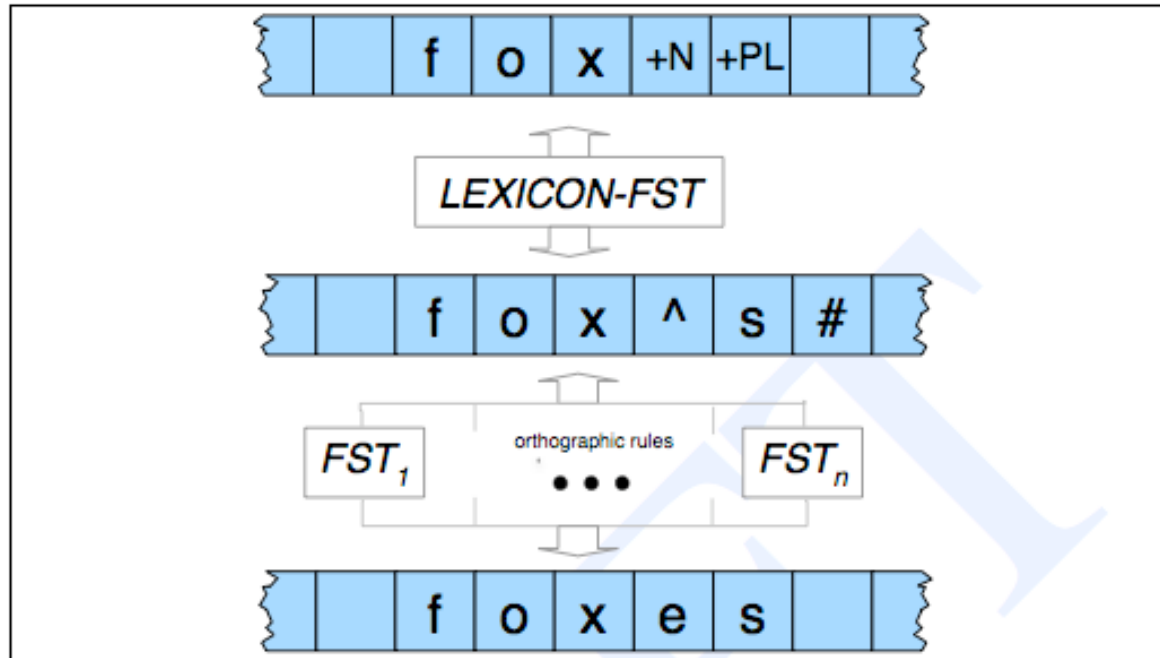 f o x +N +PL
LEXICON-FST
f o x ^ s #
orthographic rules
FST1 ●●● FSTn
f o x e s